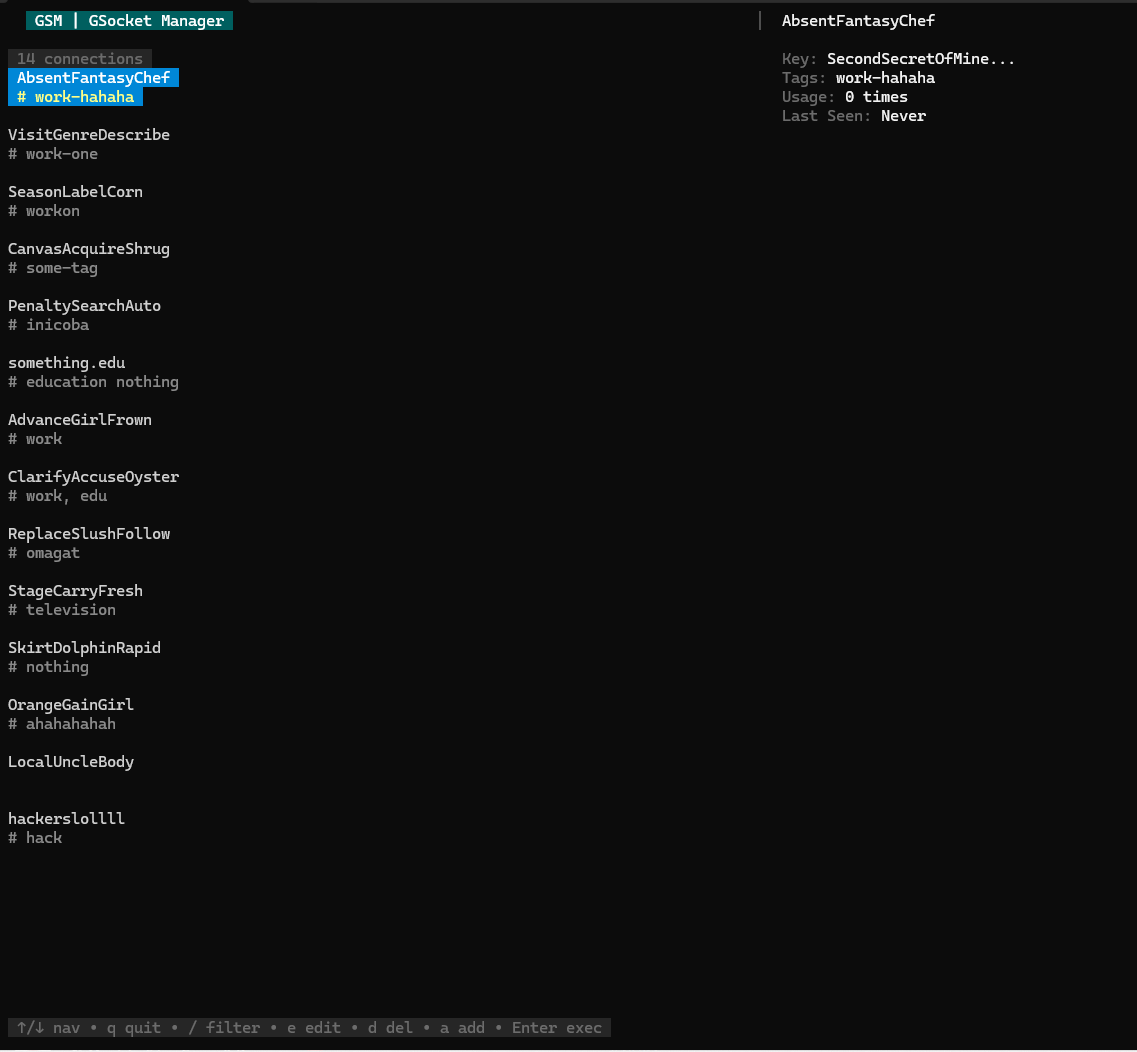 GSM | GSocket Manager
14 connections
AbsentFantasyChef
# work-hahaha
VisitGenreDescribe
# work-one
SeasonLabelCorn
# workon
CanvasAcquireShrug
# some-tag
PenaltySearchAuto
# inicoba
something.edu
# education nothing
AdvanceGirlFrown
# work
ClarifyAccuseOyster
# work, edu
ReplaceSlushFollow
# omagat
StageCarryFresh
# television
SkirtDolphinRapid
# nothing
OrangeGainGirl
# ahahahahah
LocalUncleBody
hackerslollll
# hack
AbsentFantasyChef
Key: SecondSecretOfMine...
Tags: work-hahaha
Usage: 0 times
Last Seen: Never
↑/↓ nav • q quit • / filter • e edit • d del • a add • Enter exec